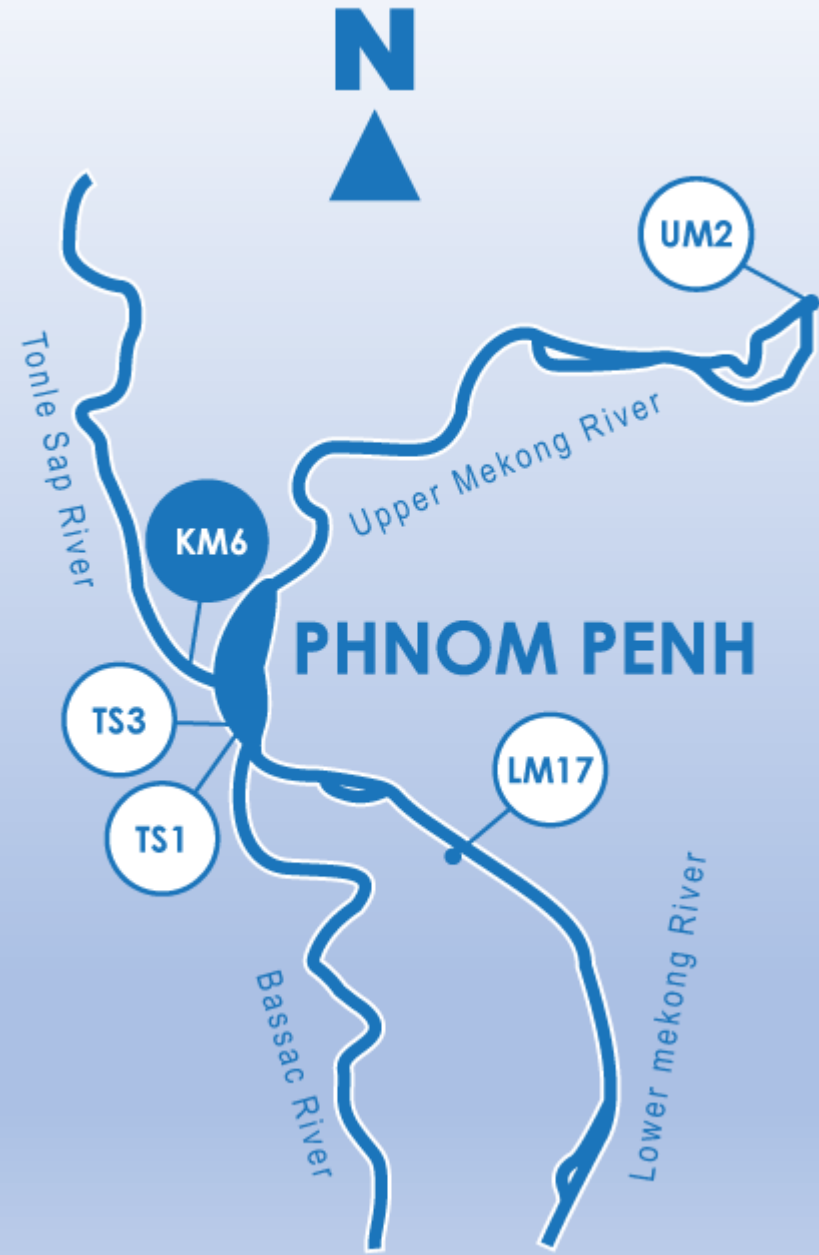 N
UM2
Tonle Sap River
Upper Mekong River
KM6
PHNOM PENH
TS3
LM17
TS1
Bassac River
Lower mekong River